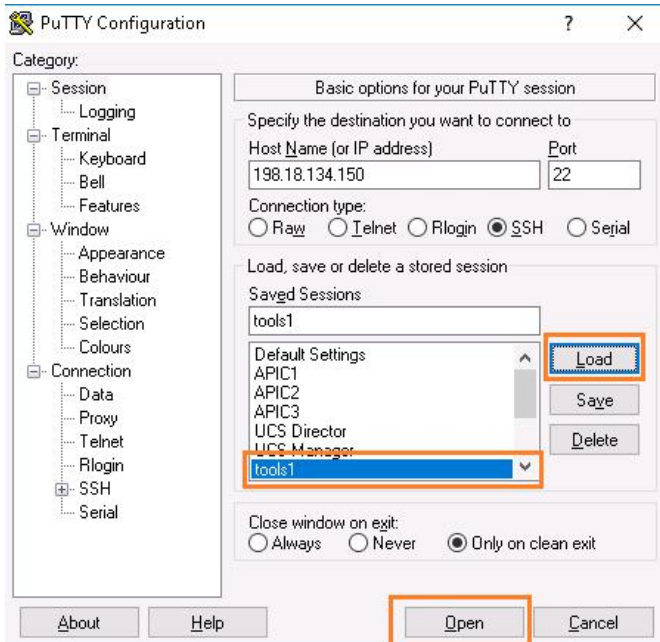 PuTTY Configuration
? X
Category:
Session
Logging
Terminal
Keyboard
Bell
Features
Window
Appearance
Behaviour
Translation
Selection
Colours
Connection
Data
Proxy
Telnet
Rlogin
SSH
Serial
Basic options for your PuTTY session
Specify the destination you want to connect to
Host Name (or IP address) Port
198.18.134.150 22
Connection type:
Raw Telnet Rlogin SSH Serial
Load, save or delete a stored session
Saved Sessions
tools1
Default Settings
APIC1
APIC2
APIC3
UCS Director
UCS Manager
tools1
Load
Save
Delete
Close window on exit:
Always Never Only on clean exit
About Help Open Cancel